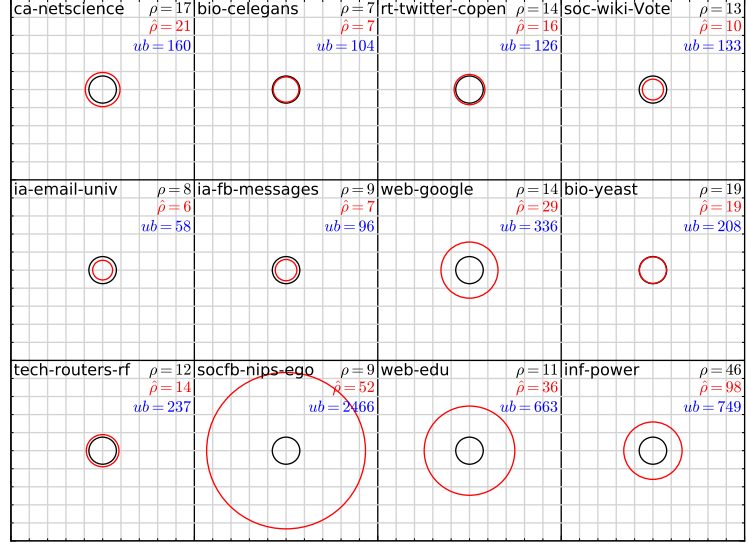 ca-netscience ρ = 17
ρ̂ = 21
ub = 160
bio-celegans ρ = 7
ρ̂ = 7
ub = 104
rt-twitter-copen ρ = 14
ρ̂ = 16
ub = 126
soc-wiki-Vote ρ = 13
ρ̂ = 10
ub = 133
ia-email-univ ρ = 8
ρ̂ = 6
ub = 58
ia-fb-messages ρ = 9
ρ̂ = 7
ub = 96
web-google ρ = 14
ρ̂ = 29
ub = 336
bio-yeast ρ = 19
ρ̂ = 19
ub = 208
tech-routers-rf ρ = 12
ρ̂ = 14
ub = 237
socfb-nips-ego ρ = 9
ρ̂ = 52
ub = 2466
web-edu ρ = 11
ρ̂ = 36
ub = 663
inf-power ρ = 46
ρ̂ = 98
ub = 749